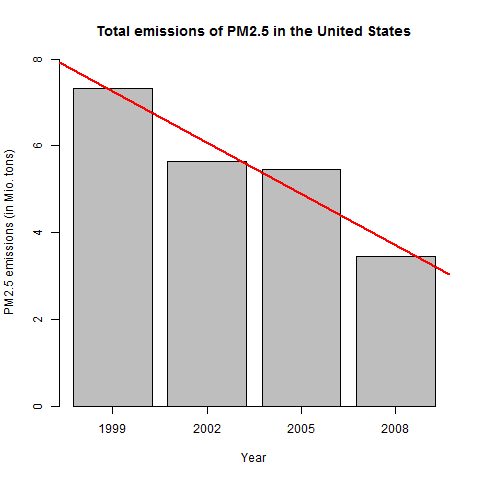 Total emissions of PM2.5 in the United States
PM2.5 emissions (in Mio. tons)
8
6
4
2
0
1999 2002 2005 2008
Year